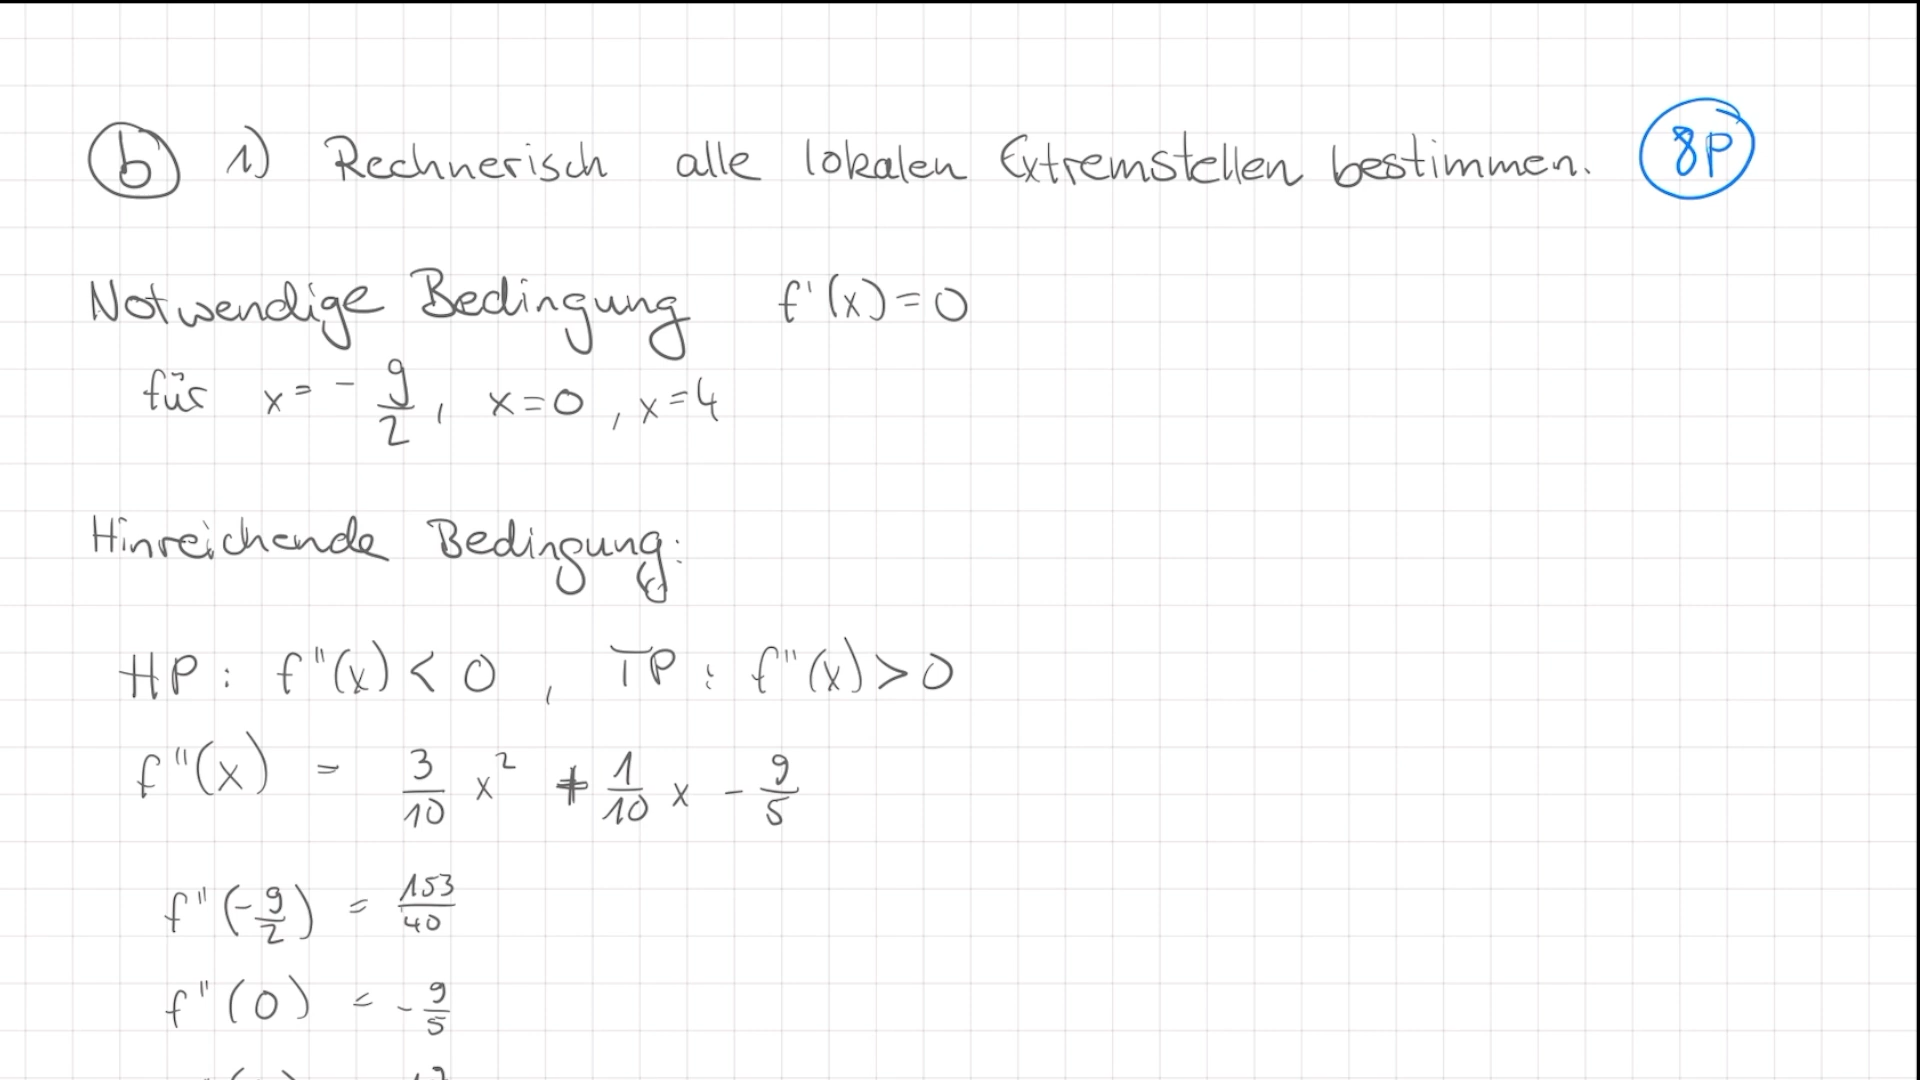 b 1) Rechnerisch alle lokalen Extremstellen bestimmen. 8P
Notwendige Bedingung f'(x)=0
für x = - 9/2, x=0, x=4
Hinreichende Bedingung:
HP: f"(x) < 0, TP: f"(x) > 0
f"(x) = 3/10 x² + 1/10 x - 9/5
f"(-9/2) = 153/40
f"(0) = - 9/5